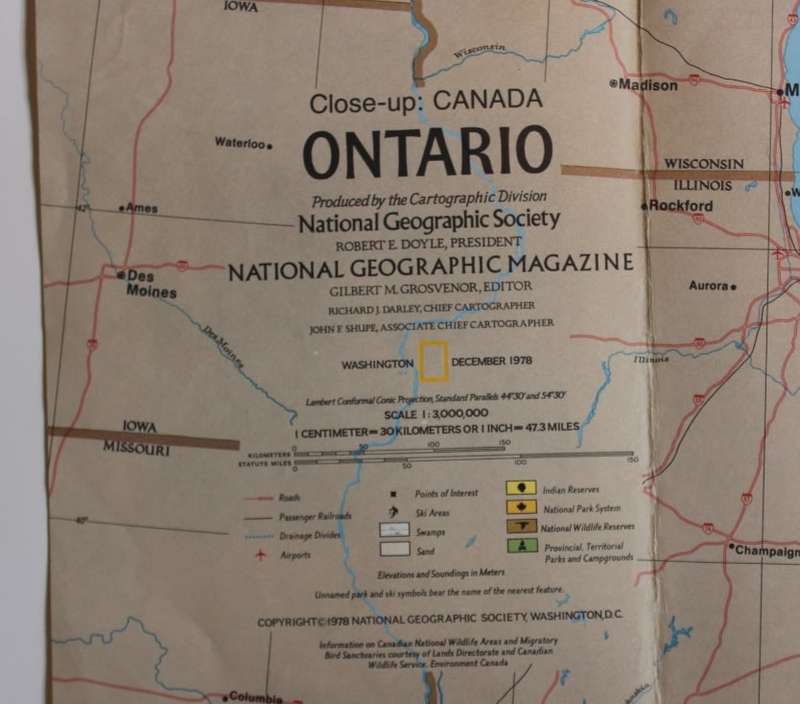 IOWA
Wisconsin
Madison
Close-up: CANADA
Waterloo
ONTARIO
WISCONSIN
ILLINOIS
Produced by the Cartographic Division
42°
Ames
National Geographic Society
Rockford
ROBERT E. DOYLE, PRESIDENT
NATIONAL GEOGRAPHIC MAGAZINE
Des
Moines
GILBERT M. GROSVENOR, EDITOR
Aurora
RICHARD J. DARLEY, CHIEF CARTOGRAPHER
JOHN F. SHUPE, ASSOCIATE CHIEF CARTOGRAPHER
Des Moines
WASHINGTON DECEMBER 1978
Illinois
Lambert Conformal Conic Projection, Standard Parallels 44°30' and 54°30'
SCALE 1:3,000,000
1 CENTIMETER = 30 KILOMETERS OR 1 INCH = 47.3 MILES
IOWA
MISSOURI
0 50 100 150
KILOMETERS
STATUTE MILES
0 50 100 150
Roads
Passenger Railroads
Drainage Divides
Airports
Points of Interest
Ski Areas
Swamps
Sand
Indian Reserves
National Park System
National Wildlife Reserves
Provincial, Territorial
Parks and Campgrounds
40°
Champaign
Elevations and Soundings in Meters
Unnamed park and ski symbols bear the name of the nearest feature.
COPYRIGHT © 1978 NATIONAL GEOGRAPHIC SOCIETY, WASHINGTON, D.C.
Information on Canadian National Wildlife Areas and Migratory
Bird Sanctuaries courtesy of Lands Directorate and Canadian
Wildlife Service, Environment Canada
Columbia